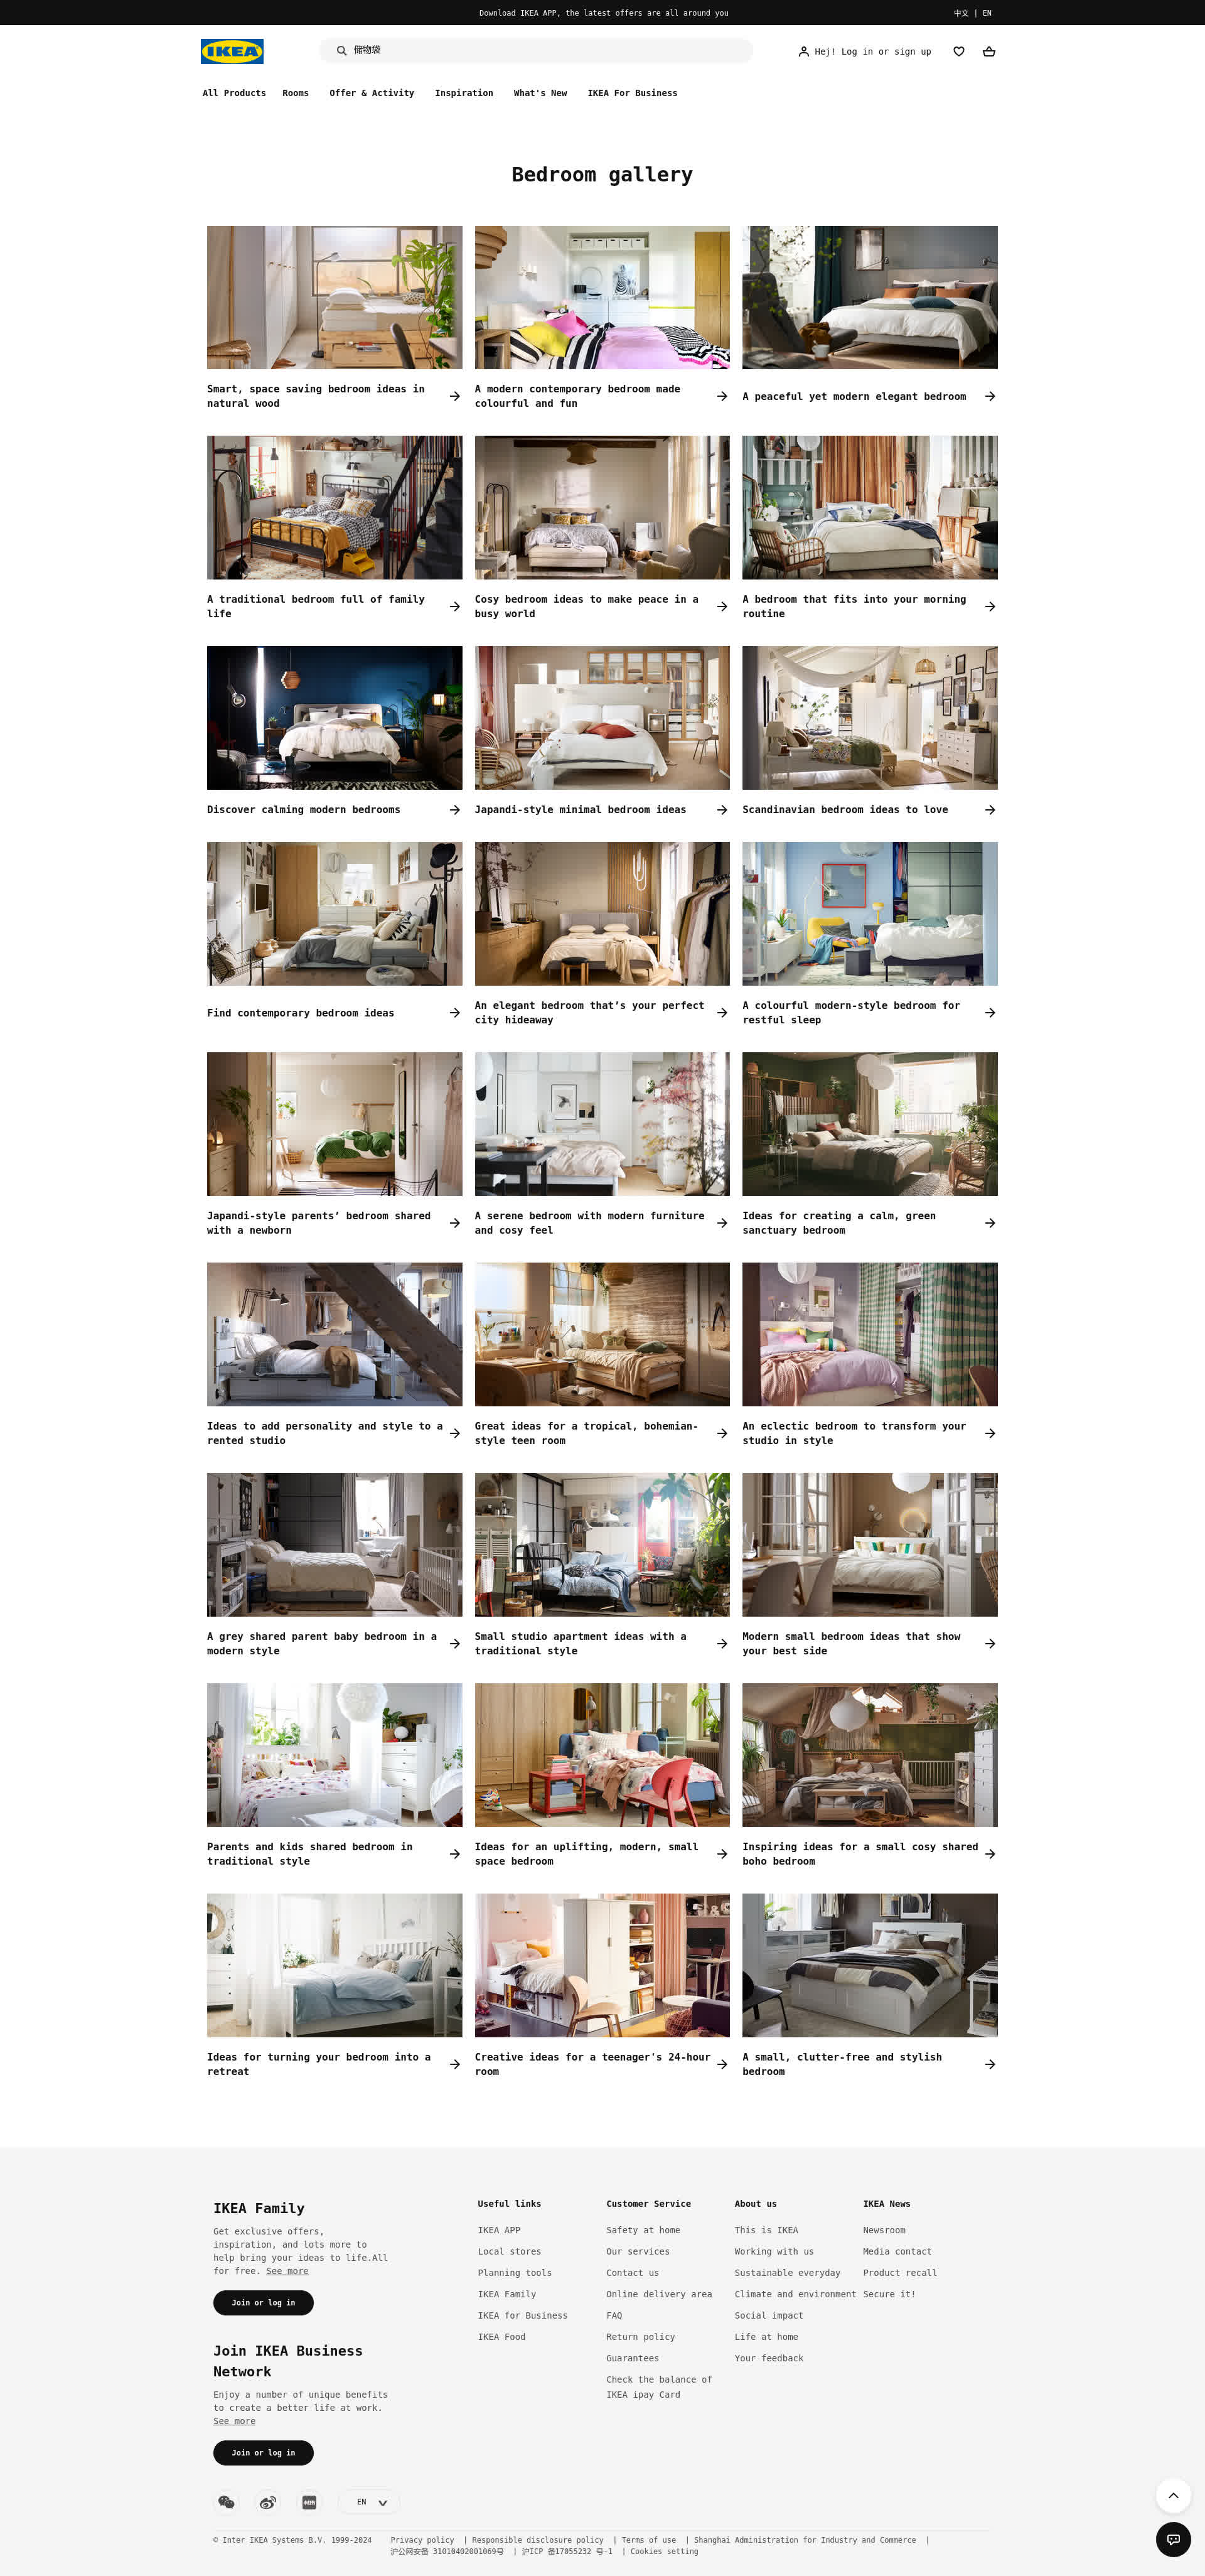 Download IKEA APP, the latest offers are all around you
中文 | EN
IKEA
储物袋
Hej! Log in or sign up
All Products Rooms Offer & Activity Inspiration What's New IKEA For Business
Bedroom gallery
Smart, space saving bedroom ideas in
natural wood
A modern contemporary bedroom made
colourful and fun
A peaceful yet modern elegant bedroom
A traditional bedroom full of family
life
Cosy bedroom ideas to make peace in a
busy world
A bedroom that fits into your morning
routine
Discover calming modern bedrooms
Japandi-style minimal bedroom ideas
Scandinavian bedroom ideas to love
Find contemporary bedroom ideas
An elegant bedroom that’s your perfect
city hideaway
A colourful modern-style bedroom for
restful sleep
Japandi-style parents’ bedroom shared
with a newborn
A serene bedroom with modern furniture
and cosy feel
Ideas for creating a calm, green
sanctuary bedroom
Ideas to add personality and style to a
rented studio
Great ideas for a tropical, bohemian-
style teen room
An eclectic bedroom to transform your
studio in style
A grey shared parent baby bedroom in a
modern style
Small studio apartment ideas with a
traditional style
Modern small bedroom ideas that show
your best side
Parents and kids shared bedroom in
traditional style
Ideas for an uplifting, modern, small
space bedroom
Inspiring ideas for a small cosy shared
boho bedroom
Ideas for turning your bedroom into a
retreat
Creative ideas for a teenager's 24-hour
room
A small, clutter-free and stylish
bedroom
IKEA Family
Get exclusive offers,
inspiration, and lots more to
help bring your ideas to life.All
for free. See more
Join or log in
Join IKEA Business
Network
Enjoy a number of unique benefits
to create a better life at work.
See more
Join or log in
Useful links
IKEA APP
Local stores
Planning tools
IKEA Family
IKEA for Business
IKEA Food
Customer Service
Safety at home
Our services
Contact us
Online delivery area
FAQ
Return policy
Guarantees
Check the balance of
IKEA ipay Card
About us
This is IKEA
Working with us
Sustainable everyday
Climate and environment
Social impact
Life at home
Your feedback
IKEA News
Newsroom
Media contact
Product recall
Secure it!
EN
© Inter IKEA Systems B.V. 1999-2024
Privacy policy | Responsible disclosure policy | Terms of use | Shanghai Administration for Industry and Commerce |
沪公网安备 31010402001069号 | 沪ICP 备17055232 号-1 | Cookies setting